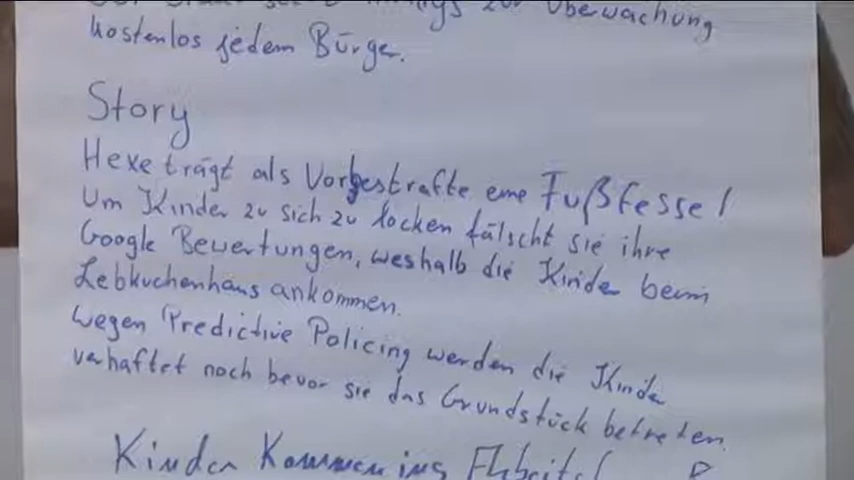 zur Überwachung
kostenlos jedem Bürger.
Story
Hexe trägt als Vorbestrafte eine Fußfessel
Um Kinder zu sich zu locken fälscht sie ihre
Google Bewertungen, weshalb die Kinder beim
Lebkuchenhaus ankommen.
Wegen Predictive Policing werden die Kinder
verhaftet noch bevor sie das Grundstück betreten.
Kinder kommen ins